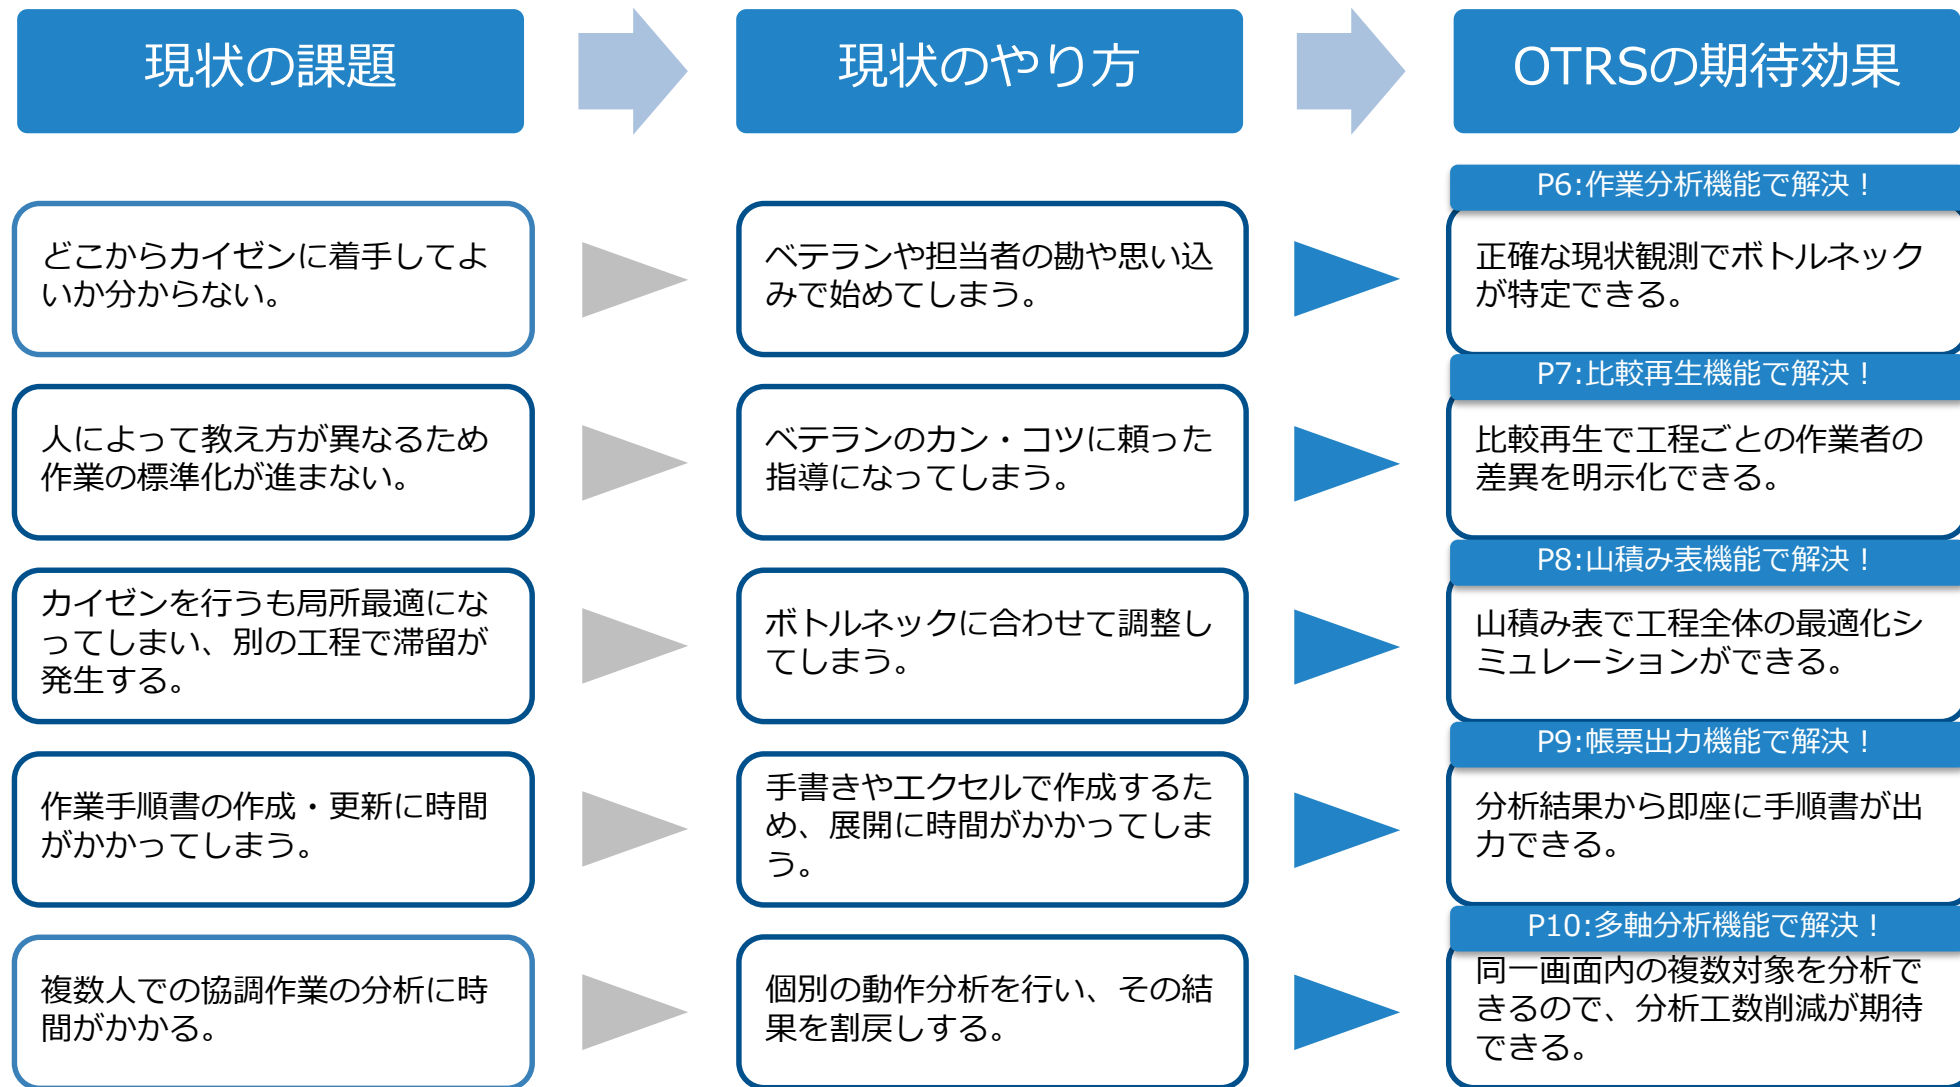 現状の課題
現状のやり方
OTRSの期待効果
どこからカイゼンに着手してよ
いか分からない。
ベテランや担当者の勘や思い込
みで始めてしまう。
P6:作業分析機能で解決！
正確な現状観測でボトルネック
が特定できる。
人によって教え方が異なるため
作業の標準化が進まない。
ベテランのカン・コツに頼った
指導になってしまう。
P7:比較再生機能で解決！
比較再生で工程ごとの作業者の
差異を明示化できる。
カイゼンを行うも局所最適にな
ってしまい、別の工程で滞留が
発生する。
ボトルネックに合わせて調整し
てしまう。
P8:山積み表機能で解決！
山積み表で工程全体の最適化シ
ミュレーションができる。
作業手順書の作成・更新に時間
がかかってしまう。
手書きやエクセルで作成するた
め、展開に時間がかかってしま
う。
P9:帳票出力機能で解決！
分析結果から即座に手順書が出
力できる。
複数人での協調作業の分析に時
間がかかる。
個別の動作分析を行い、その結
果を割戻しする。
P10:多軸分析機能で解決！
同一画面内の複数対象を分析で
きるので、分析工数削減が期待
できる。